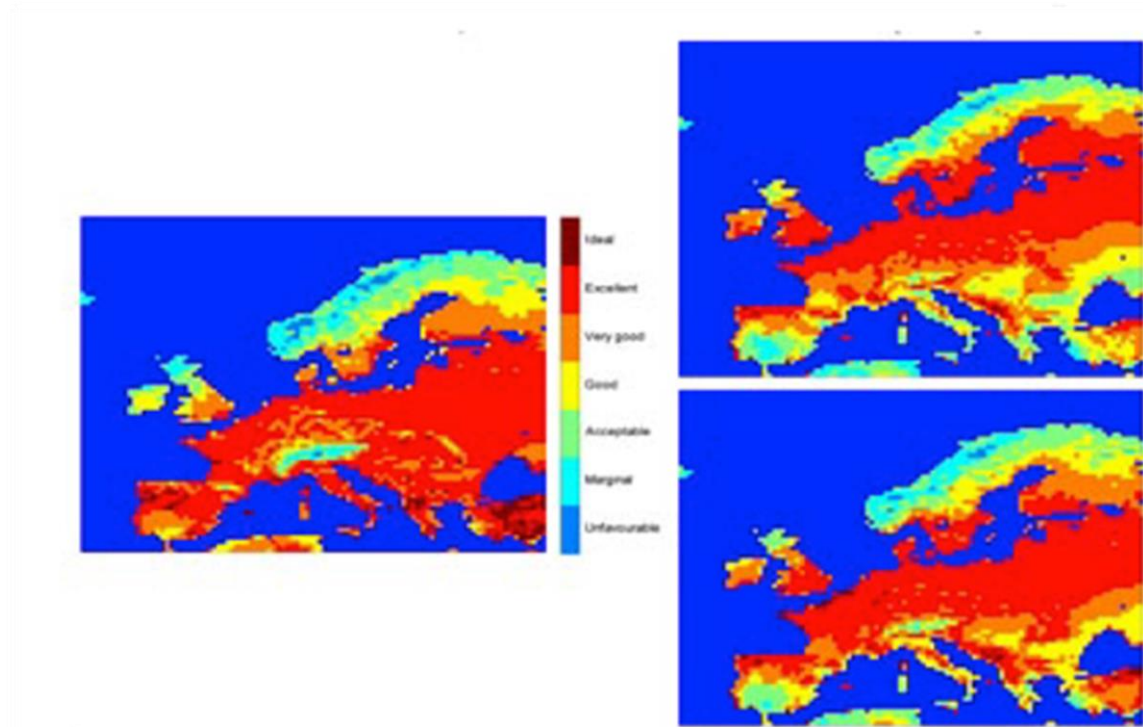 Ideal
Excellent
Very good
Good
Acceptable
Marginal
Unfavourable